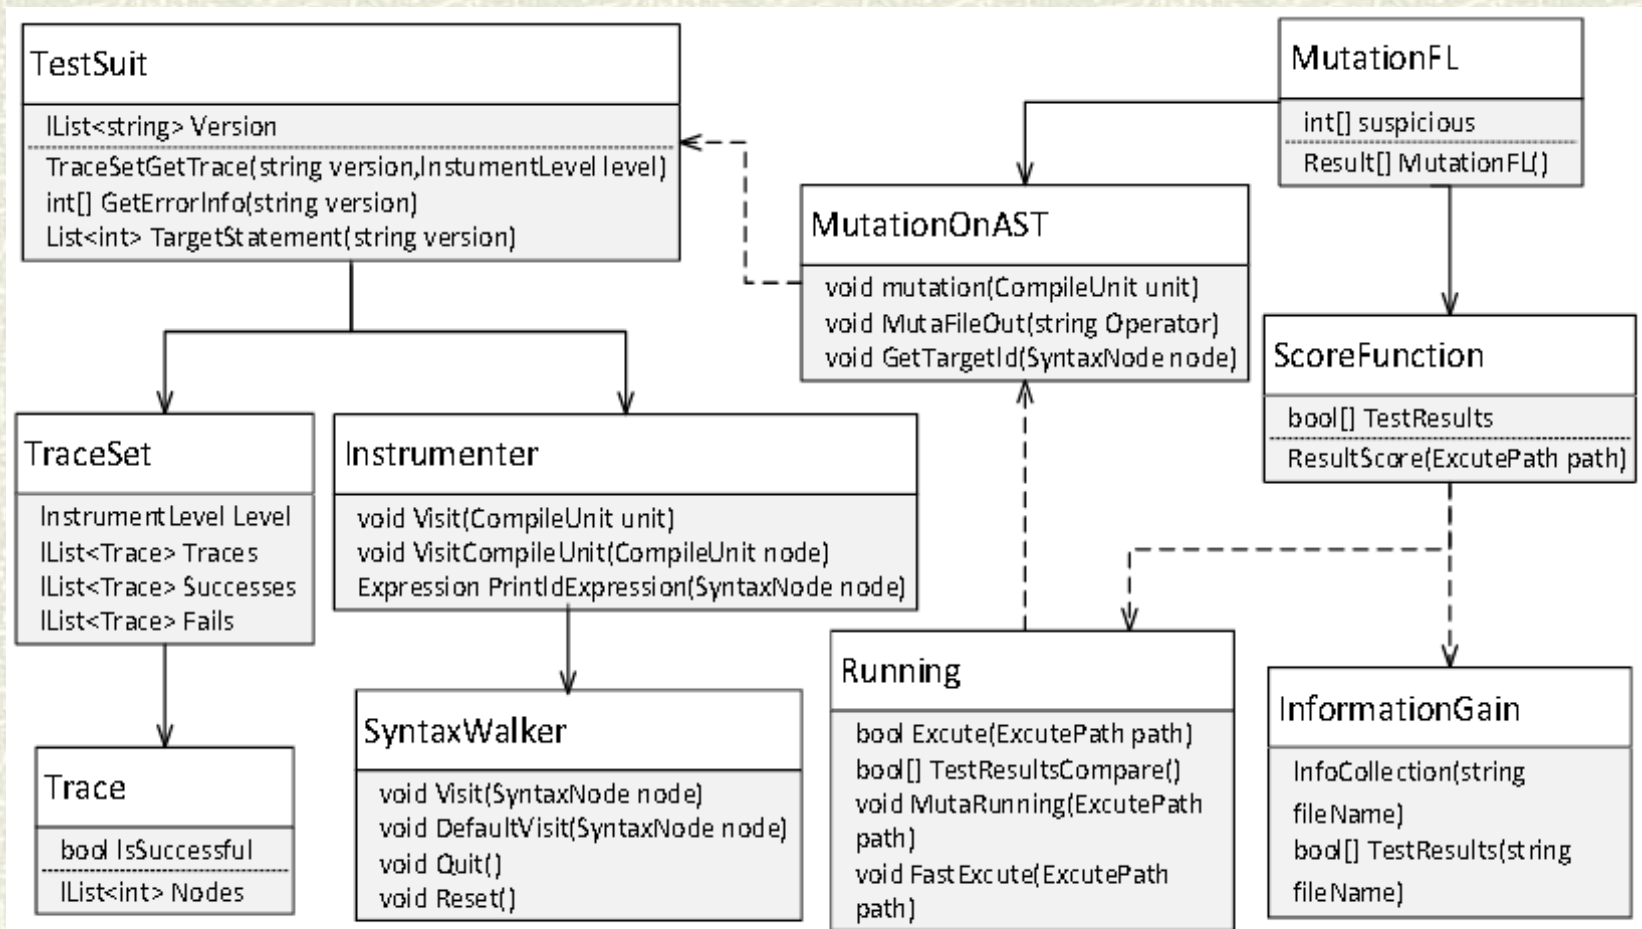 TestSuit
IList<string> Version
TraceSetGetTrace(string version,InstumentLevel level)
int[] GetErrorInfo(string version)
List<int> TargetStatement(string version)
MutationFL
int[] suspicious
Result[] MutationFL()
MutationOnAST
void mutation(CompileUnit unit)
void MutaFileOut(string Operator)
void GetTargetId(SyntaxNode node)
ScoreFunction
bool[] TestResults
ResultScore(ExcutePath path)
TraceSet
InstrumentLevel Level
IList<Trace> Traces
IList<Trace> Successes
IList<Trace> Fails
Instrumenter
void Visit(CompileUnit unit)
void VisitCompileUnit(CompileUnit node)
Expression PrintIdExpression(SyntaxNode node)
Running
bool Excute(ExcutePath path)
bool[] TestResultsCompare()
void MutaRunning(ExcutePath
path)
void FastExcute(ExcutePath
path)
InformationGain
InfoCollection(string
fileName)
bool[] TestResults(string
fileName)
SyntaxWalker
void Visit(SyntaxNode node)
void DefaultVisit(SyntaxNode node)
void Quit()
void Reset()
Trace
bool IsSuccessful
IList<int> Nodes